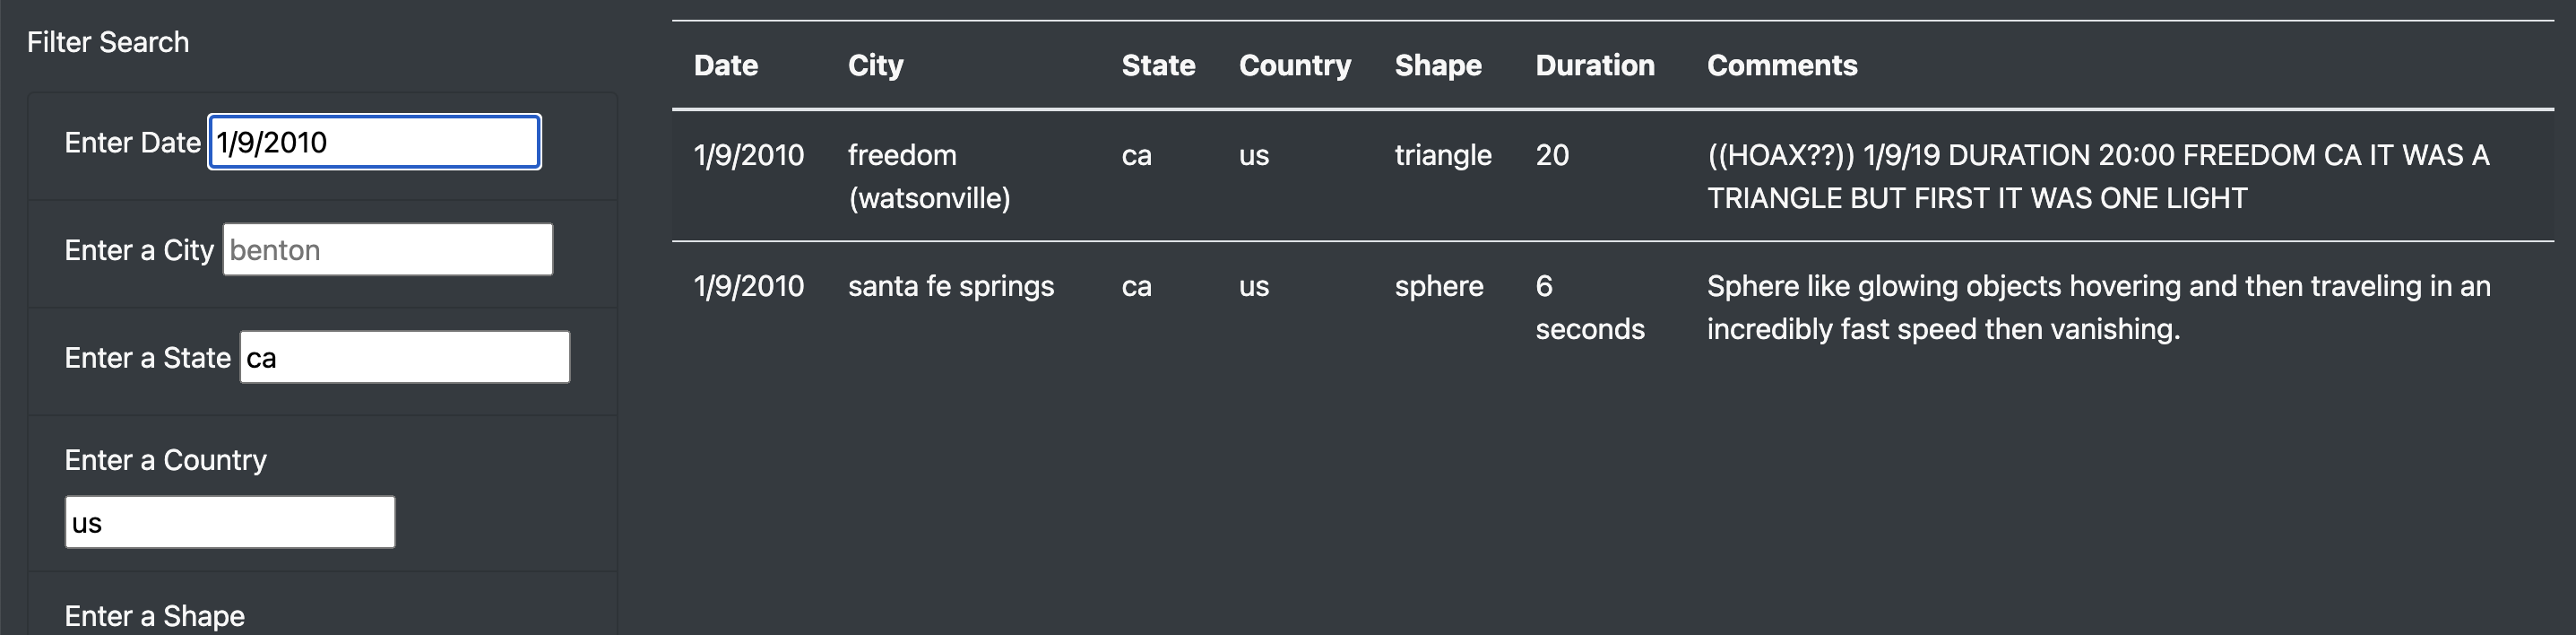 Filter Search
Enter Date 1/9/2010
Enter a City benton
Enter a State ca
Enter a Country
us
Enter a Shape
Date City State Country Shape Duration Comments
1/9/2010 freedom ca us triangle 20 ((HOAX??)) 1/9/19 DURATION 20:00 FREEDOM CA IT WAS A
(watsonville) TRIANGLE BUT FIRST IT WAS ONE LIGHT
1/9/2010 santa fe springs ca us sphere 6 Sphere like glowing objects hovering and then traveling in an
seconds incredibly fast speed then vanishing.